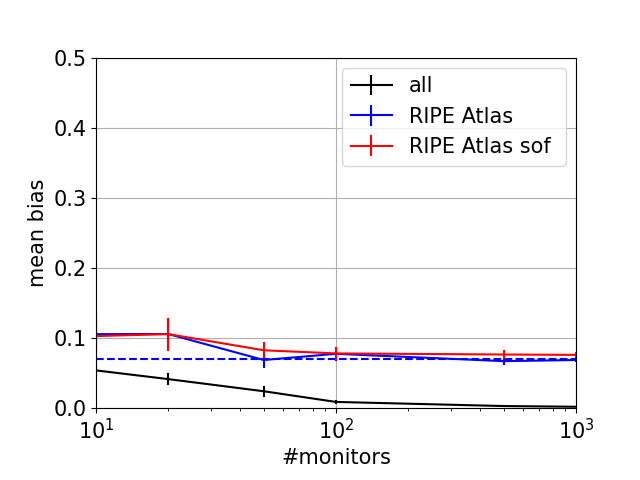 0.5
0.4
0.3
0.2
0.1
0.0
mean bias
10^1
10^2
10^3
#monitors
all
RIPE Atlas
RIPE Atlas sof